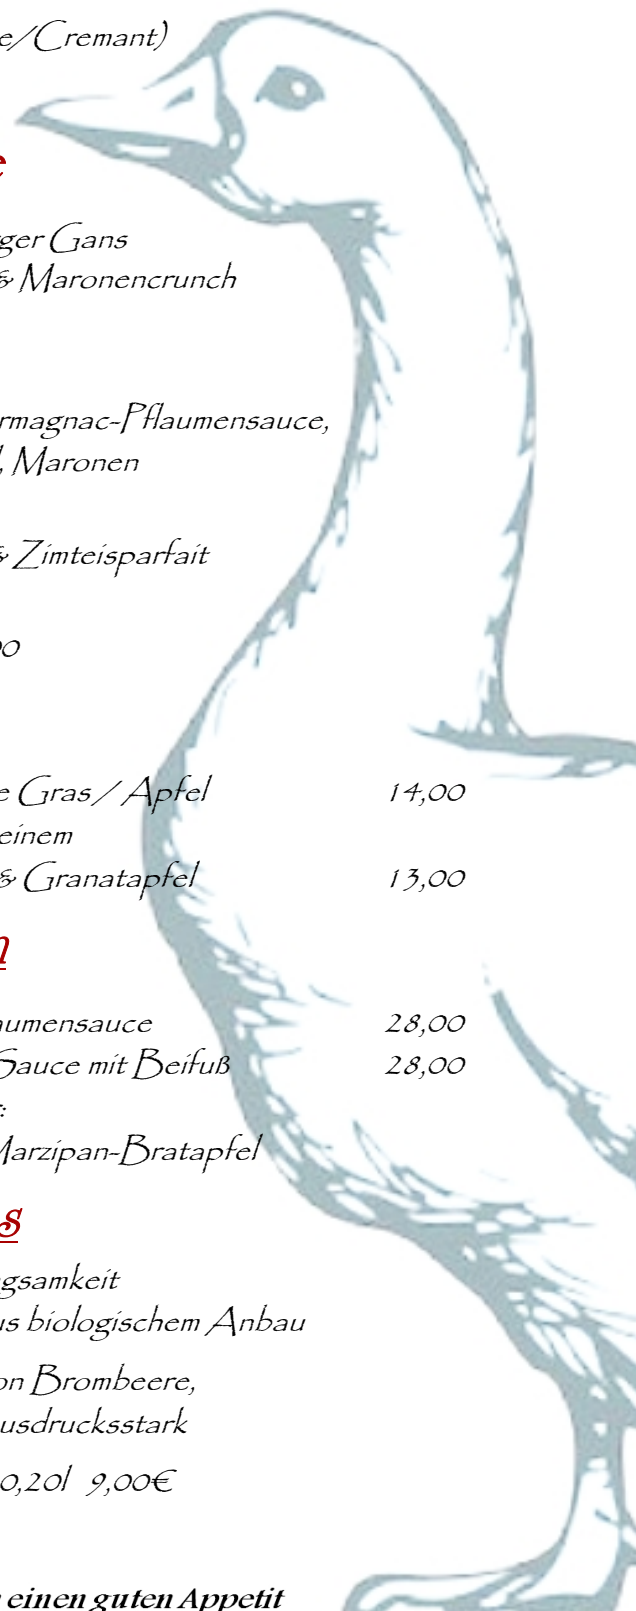 e/Cremant)
e
ger Gans
& Maronencrunch
rmagnac-Pflaumensauce,
, Maronen
& Zimteisparfait
00
e Gras / Apfel 14,00
einem
& Granatapfel 13,00
n
aumensauce 28,00
Sauce mit Beifuß 28,00
:
Marzipan-Bratapfel
s
gsamkeit
us biologischem Anbau
on Brombeere,
usdrucksstark
0,20l 9,00€
einen guten Appetit